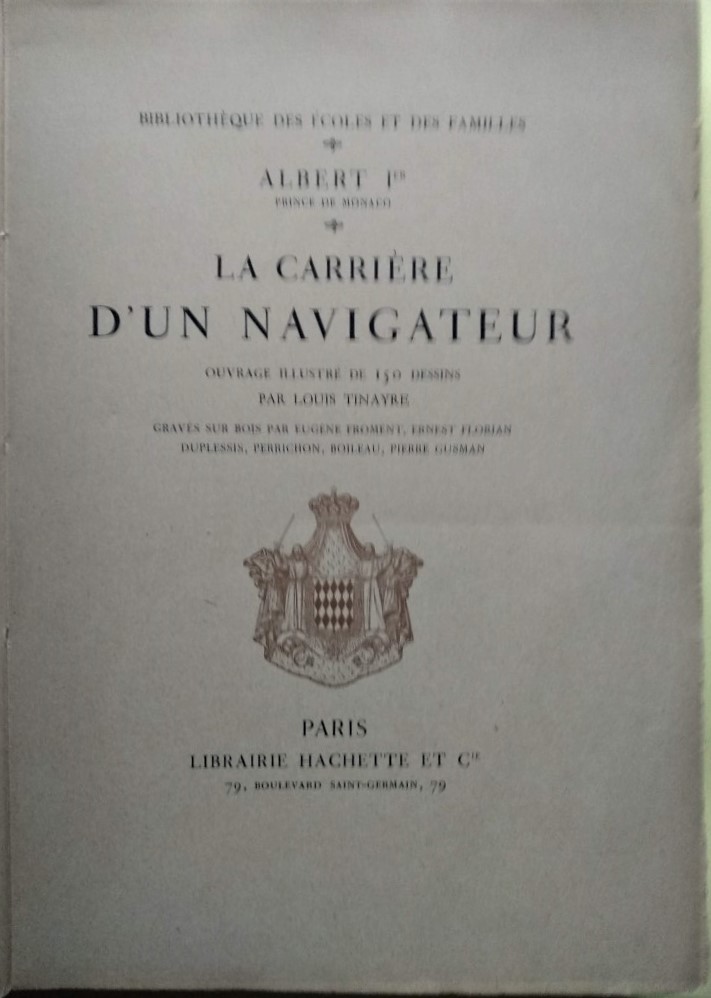 BIBLIOTHÈQUE DES ÉCOLES ET DES FAMILLES
ALBERT IER
PRINCE DE MONACO
LA CARRIÈRE
D'UN NAVIGATEUR
OUVRAGE ILLUSTRÉ DE 150 DESSINS
PAR LOUIS TINAYRE
GRAVÉS SUR BOIS PAR EUGÈNE FROMENT, ERNEST FLORIAN
DUPLESSIS, PERRICHON, BOILEAU, PIERRE GUSMAN
PARIS
LIBRAIRIE HACHETTE ET CIE
79, BOULEVARD SAINT-GERMAIN, 79